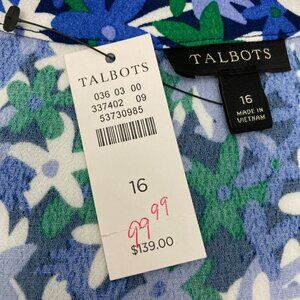 TALBOTS
036 03 00
337402 09
53730985
16
99 99
$139.00
TALBOTS
16
MADE IN
VIETNAM